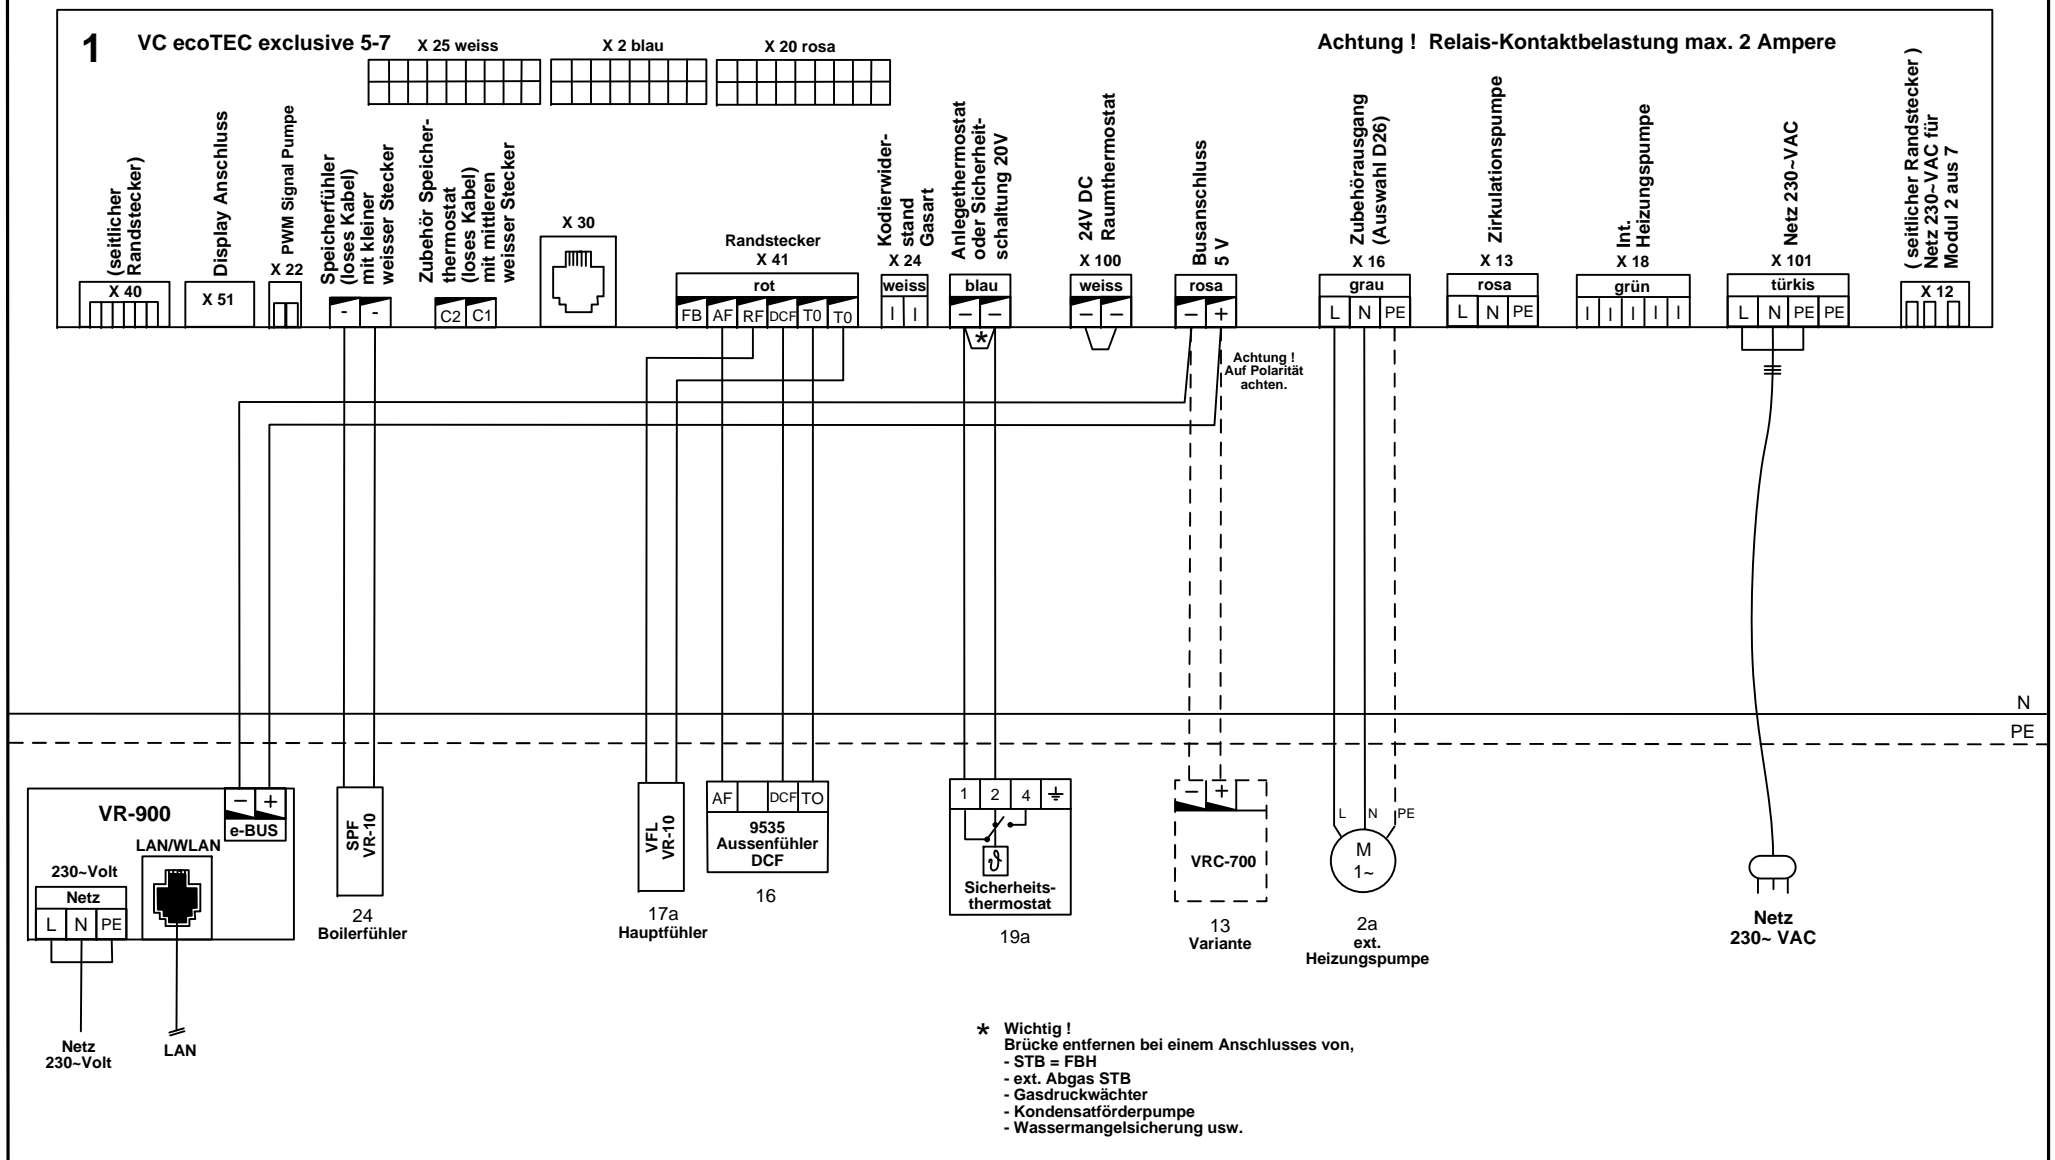 1
VC ecoTEC exclusive 5-7
X 25 weiss
X 2 blau
X 20 rosa
Achtung ! Relais-Kontaktbelastung max. 2 Ampere
(seitlicher
Randstecker)
X 40
Display Anschluss
X 51
PWM Signal Pumpe
X 22
Speicherfühler
(loses Kabel)
mit kleiner
weisser Stecker
- -
Zubehör Speicher-
thermostat
(loses Kabel)
mit mittleren
weisser Stecker
C2 C1
X 30
Randstecker
X 41
rot
FB AF RF DCF T0 T0
Kodierwider-
stand
Gasart
X 24
weiss
I I
Anlegethermostat
oder Sicherheit-
schaltung 20V
blau
– –
*
24V DC
Raumthermostat
X 100
weiss
– –
Busanschluss
5 V
rosa
– +
Achtung !
Auf Polarität
achten.
Zubehörausgang
(Auswahl D26)
X 16
grau
L N PE
Zirkulationspumpe
X 13
rosa
L N PE
Int.
Heizungspumpe
X 18
grün
I I I I I
Netz 230~VAC
X 101
türkis
L N PE PE
( seitlicher Randstecker )
Netz 230~VAC für
Modul 2 aus 7
X 12
N
PE
VR-900
– +
e-BUS
LAN/WLAN
230~Volt
Netz
L N PE
Netz
230~Volt
LAN
SPF
VR-10
24
Boilerfühler
VFL
VR-10
17a
Hauptfühler
AF DCF TO
9535
Aussenfühler
DCF
16
1 2 4
ϑ
Sicherheits-
thermostat
19a
– +
VRC-700
13
Variante
L N PE
M
1~
2a
ext.
Heizungspumpe
Netz
230~ VAC
* Wichtig !
Brücke entfernen bei einem Anschlusses von,
- STB = FBH
- ext. Abgas STB
- Gasdruckwächter
- Kondensatförderpumpe
- Wassermangelsicherung usw.